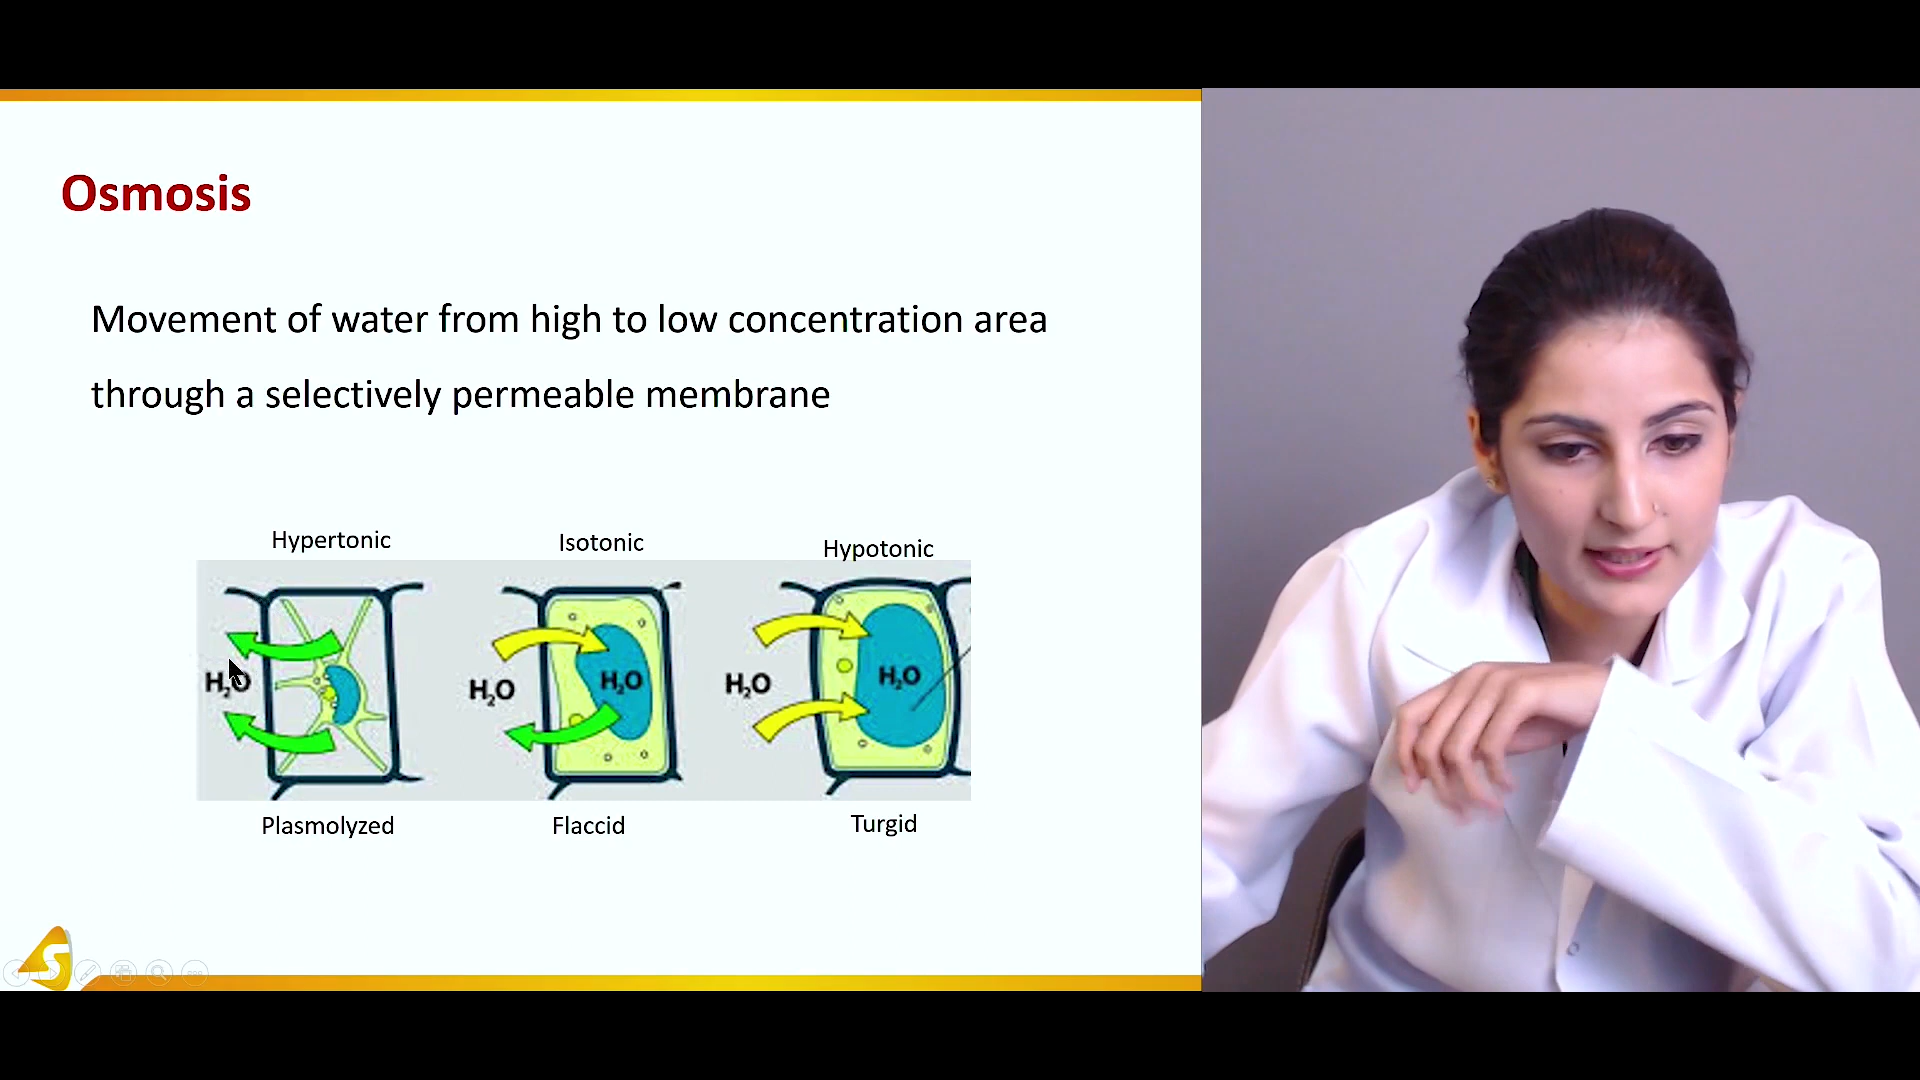 Osmosis
Movement of water from high to low concentration area
through a selectively permeable membrane
Hypertonic
Isotonic
Hypotonic
H₂O
H₂O
H₂O
H₂O
H₂O
Plasmolyzed
Flaccid
Turgid
S